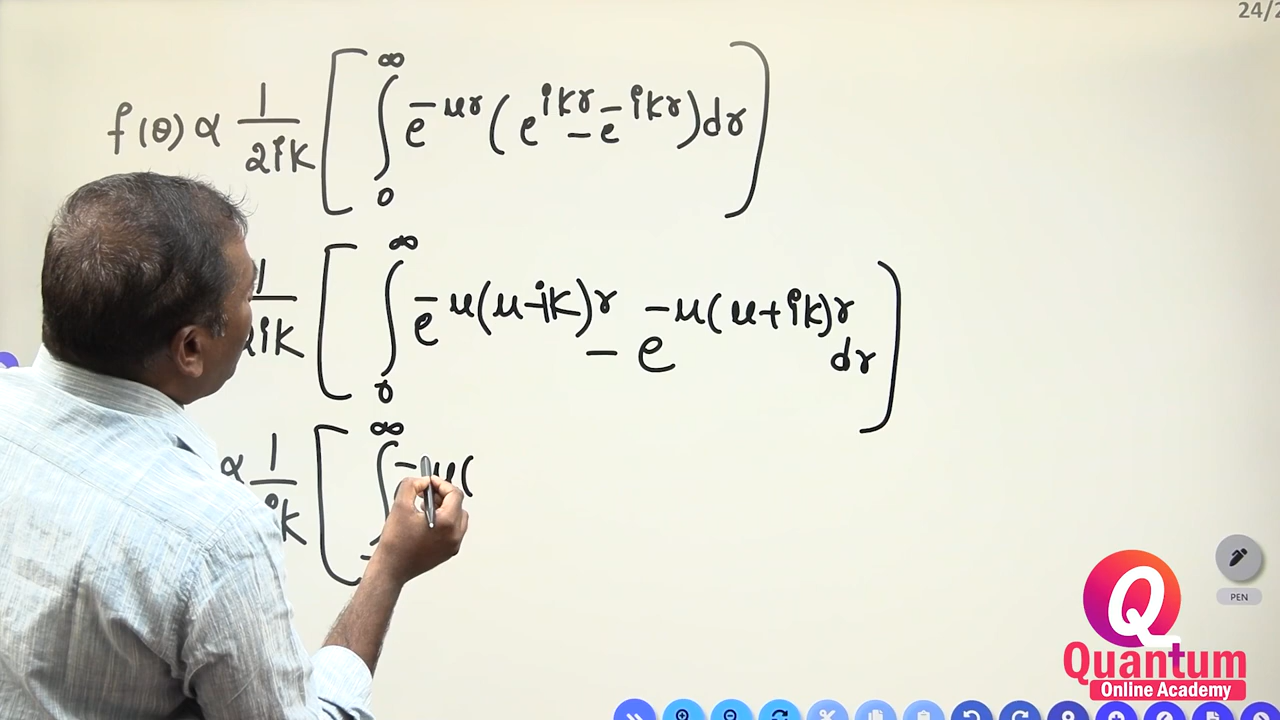 24/2
f(θ) ∝ 1/2ik [ ∫₀^∞ e^{-μr} ( e^{ikr} - e^{-ikr} ) dr ]
1/2ik [ ∫₀^∞ e^{-μ(μ-ik)r} - e^{-μ(μ+ik)r} dr ]
∝ 1/ik [ ∫ -μ(
PEN
Q
Quantum
Online Academy